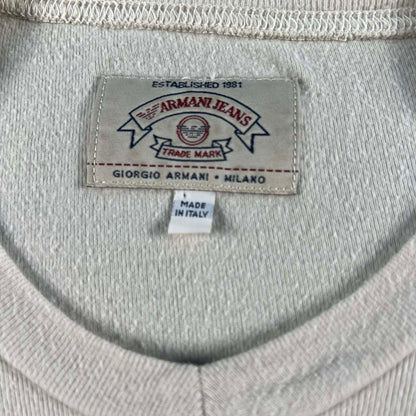 ESTABLISHED 1981
ARMANI JEANS
TRADE MARK
GIORGIO ARMANI • MILANO
MADE
IN ITALY